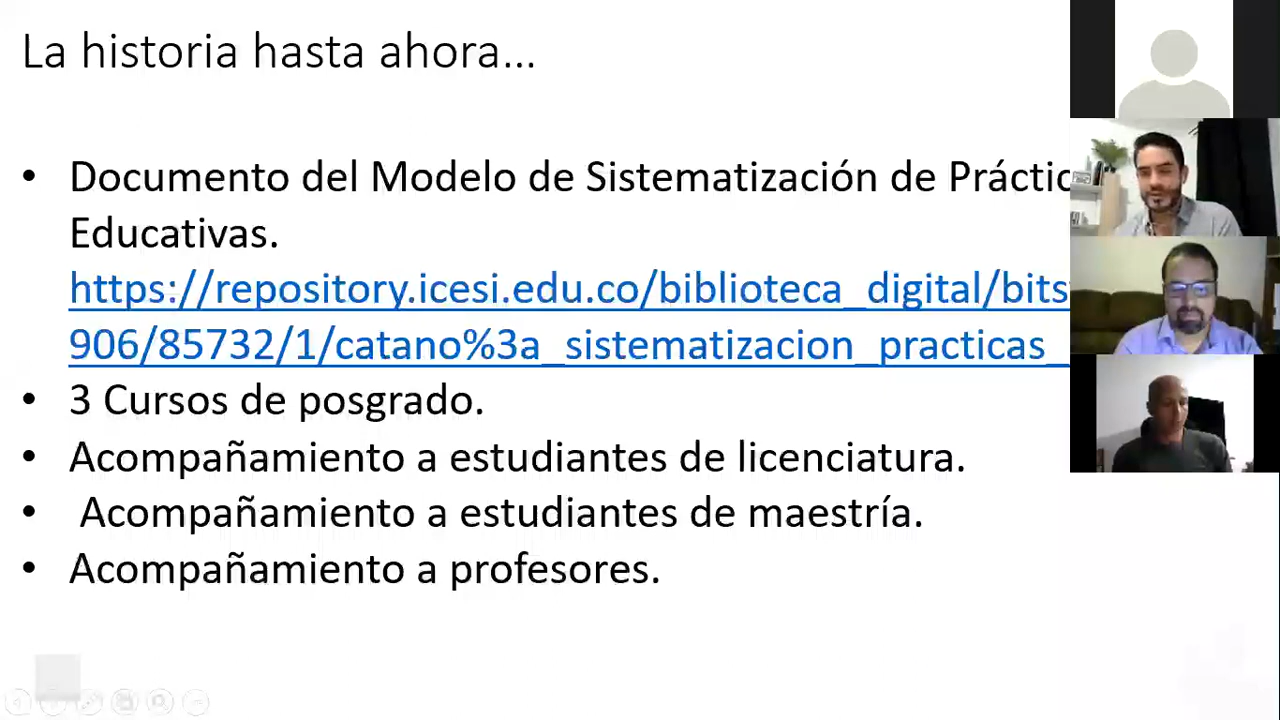 La historia hasta ahora...
• Documento del Modelo de Sistematización de
Educativas.
https://repository.icesi.edu.co/biblioteca_digital/bits
906/85732/1/catano%3a_sistematizacion_practicas_
• 3 Cursos de posgrado.
• Acompañamiento a estudiantes de licenciatura.
• Acompañamiento a estudiantes de maestría.
• Acompañamiento a profesores.